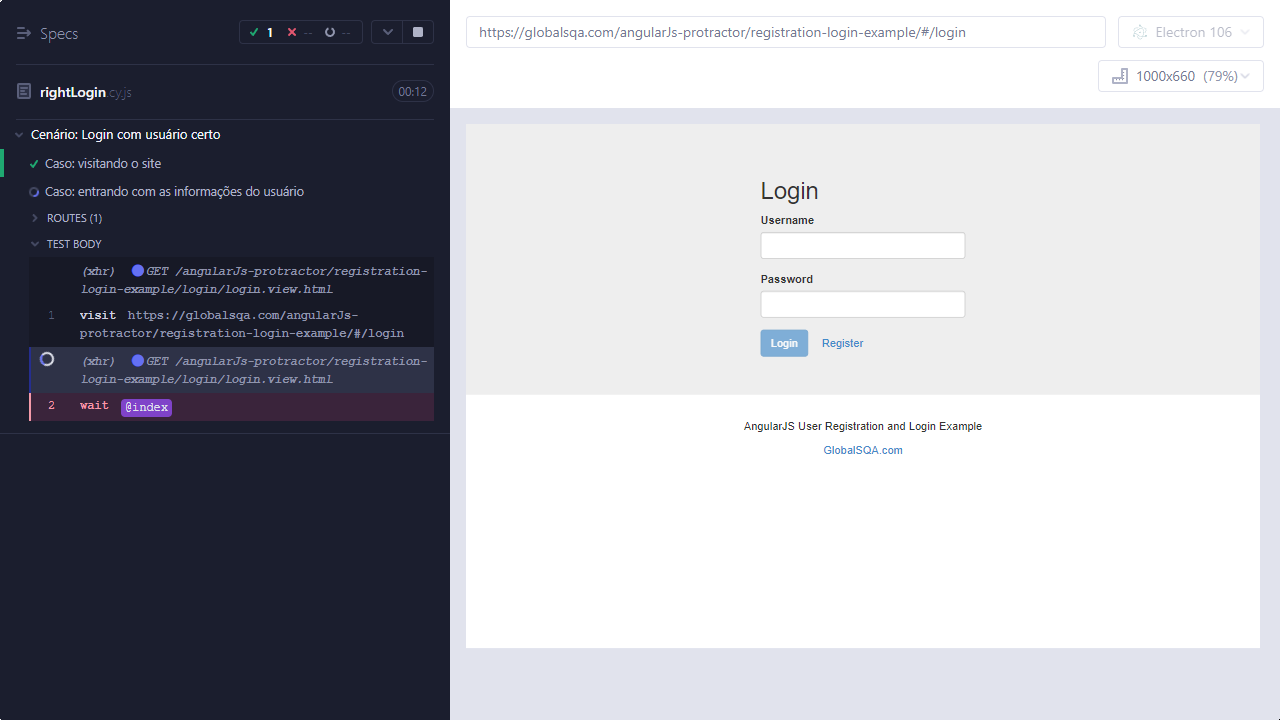 Specs
1 -- --
rightLogin.cy.js 00:12
Cenário: Login com usuário certo
Caso: visitando o site
Caso: entrando com as informações do usuário
ROUTES (1)
TEST BODY
(xhr) GET /angularJs-protractor/registration-
login-example/login/login.view.html
1 visit https://globalsqa.com/angularJs-
protractor/registration-login-example/#/login
(xhr) GET /angularJs-protractor/registration-
login-example/login/login.view.html
2 wait @index
https://globalsqa.com/angularJs-protractor/registration-login-example/#/login
Electron 106
1000x660 (79%)
Login
Username
Password
Login Register
AngularJS User Registration and Login Example
GlobalSQA.com